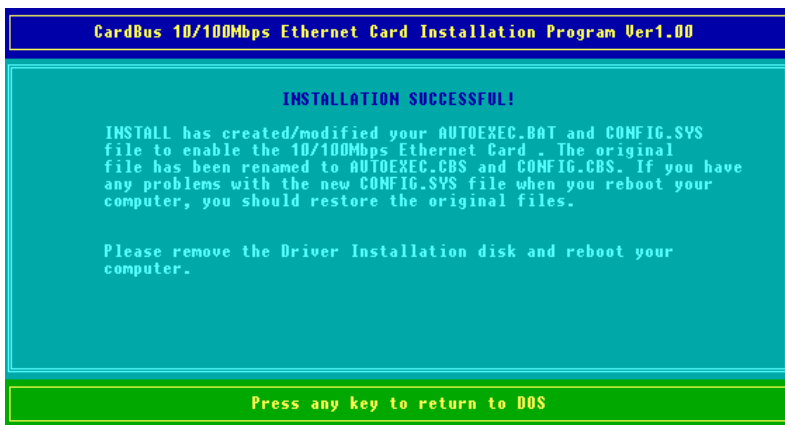 CardBus 10/100Mbps Ethernet Card Installation Program Ver1.00
INSTALLATION SUCCESSFUL!
INSTALL has created/modified your AUTOEXEC.BAT and CONFIG.SYS
file to enable the 10/100Mbps Ethernet Card . The original
file has been renamed to AUTOEXEC.CBS and CONFIG.CBS. If you have
any problems with the new CONFIG.SYS file when you reboot your
computer, you should restore the original files.
Please remove the Driver Installation disk and reboot your
computer.
Press any key to return to DOS